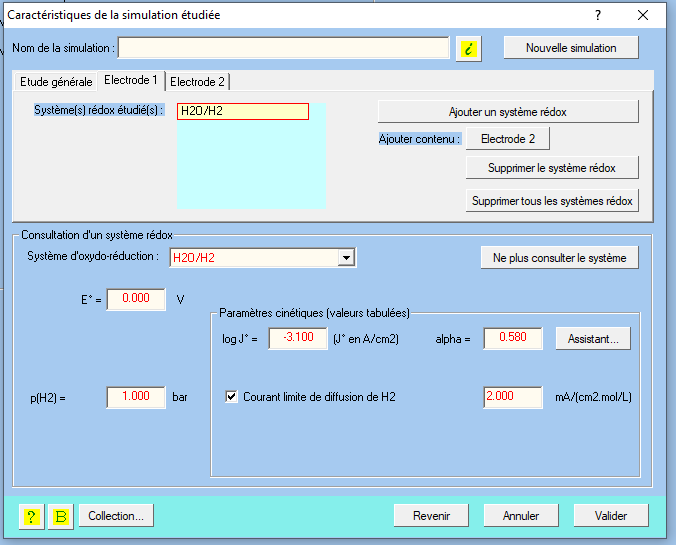 Caractéristiques de la simulation étudiée
Nom de la simulation :
i
Nouvelle simulation
Etude générale
Electrode 1
Electrode 2
Système(s) rédox étudié(s) :
H2O/H2
Ajouter un système rédox
Ajouter contenu :
Electrode 2
Supprimer le système rédox
Supprimer tous les systèmes rédox
Consultation d'un système rédox
Système d'oxydo-réduction :
H2O/H2
Ne plus consulter le système
E° = 0.000 V
Paramètres cinétiques (valeurs tabulées)
log J° = -3.100 (J° en A/cm2)
alpha = 0.580
Assistant...
p(H2) = 1.000 bar
Courant limite de diffusion de H2
2.000 mA/(cm2.mol/L)
?
B
Collection...
Revenir
Annuler
Valider